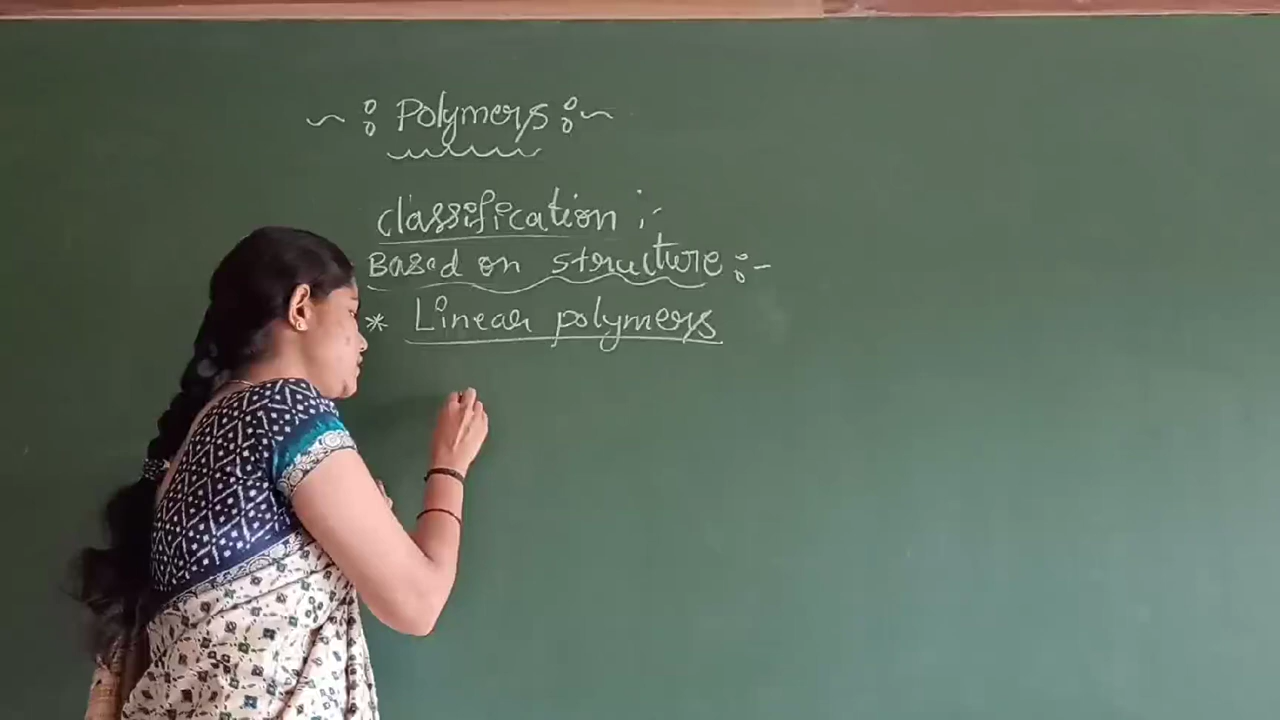 ~ : Polymers : ~
Classification :-
Based on structure :-
* Linear polymers